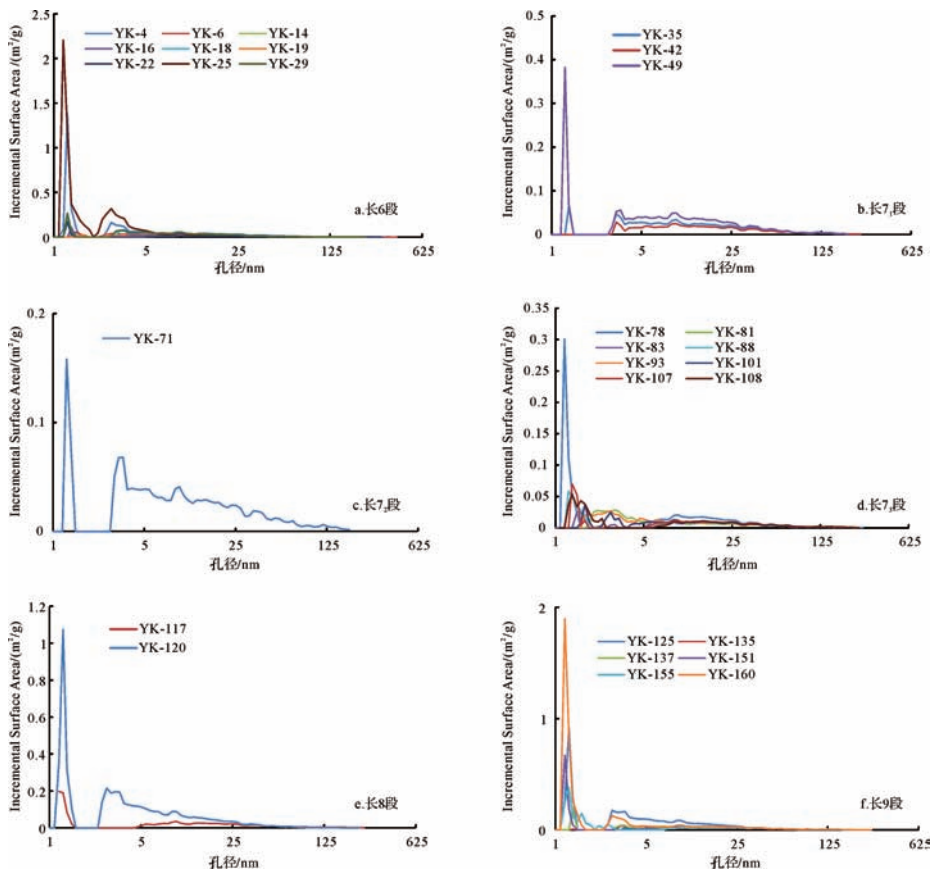 Incremental Surface Area/(m²/g)
2.5
2
1.5
1
0.5
0
YK-4 YK-6 YK-14
YK-16 YK-18 YK-19
YK-22 YK-25 YK-29
a.长6段
1 5 25 125 625
孔径/nm
Incremental Surface Area/(m²/g)
0.5
0.4
0.3
0.2
0.1
0
YK-35
YK-42
YK-49
b.长7₁段
1 5 25 125 625
孔径/nm
Incremental Surface Area/(m²/g)
0.2
0.1
0
YK-71
c.长7₂段
1 5 25 125 625
孔径/nm
Incremental Surface Area/(m²/g)
0.35
0.30
0.25
0.2
0.15
0.1
0.05
0
YK-78 YK-81
YK-83 YK-88
YK-93 YK-101
YK-107 YK-108
d.长7₃段
1 5 25 125 625
孔径/nm
Incremental Surface Area/(m²/g)
1.2
1.0
0.8
0.6
0.4
0.2
0
YK-117
YK-120
e.长8段
1 5 25 125 625
孔径/nm
Incremental Surface Area/(m²/g)
2
1
0
YK-125 YK-135
YK-137 YK-151
YK-155 YK-160
f.长9段
1 5 25 125 625
孔径/nm